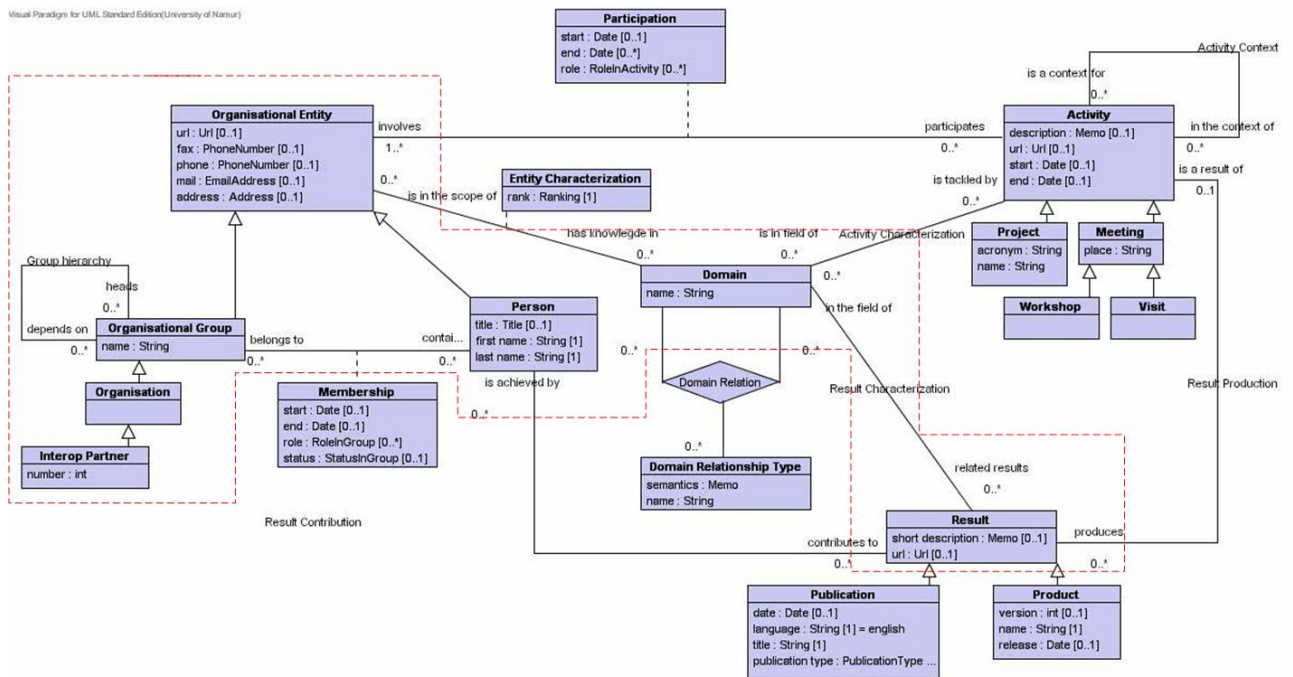 Visual Paradigm for UML Standard Edition(University of Namur)
Participation
start : Date [0..1]
end : Date [0..*]
role : RoleInActivity [0..*]
Activity Context
is a context for
0..*
Organisational Entity
url : Url [0..1]
fax : PhoneNumber [0..1]
phone : PhoneNumber [0..1]
mail : EmailAddress [0..1]
address : Address [0..1]
involves
1..*
participates
0..*
Activity
description : Memo [0..1]
url : Url [0..1]
start : Date [0..1]
end : Date [0..1]
in the context of
0..*
0..*
is in the scope of
Entity Characterization
rank : Ranking [1]
is tackled by
0..*
is a result of
0..1
has knowlegde in
0..*
is in field of
0..*
Activity Characterization
Project
acronym : String
name : String
Meeting
place : String
Workshop
Visit
Group hierarchy
heads
0..*
depends on
0..*
Organisational Group
name : String
belongs to
0..*
contai...
0..*
Person
title : Title [0..1]
first name : String [1]
last name : String [1]
Domain
name : String
0..*
in the field of
0..*
0..*
Domain Relation
0..*
Result Characterization
Result Production
Organisation
Interop Partner
number : int
Membership
start : Date [0..1]
end : Date [0..1]
role : RoleInGroup [0..*]
status : StatusInGroup [0..1]
is achieved by
0..*
Domain Relationship Type
semantics : Memo
name : String
related results
0..*
Result Contribution
contributes to
0..*
Result
short description : Memo [0..1]
url : Url [0..1]
produces
0..*
Publication
date : Date [0..1]
language : String [1] = english
title : String [1]
publication type : PublicationType ...
Product
version : int [0..1]
name : String [1]
release : Date [0..1]